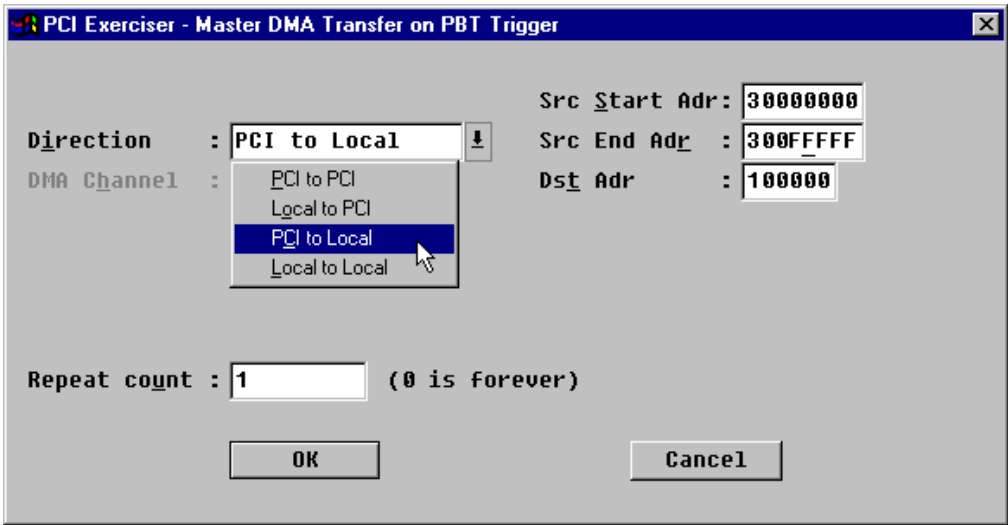 PCI Exerciser - Master DMA Transfer on PBT Trigger
Src Start Adr: 30000000
Direction : PCI to Local
Src End Adr : 300FFFFF
DMA Channel :
Dst Adr : 100000
PCI to PCI
Local to PCI
PCI to Local
Local to Local
Repeat count : 1 (0 is forever)
OK
Cancel